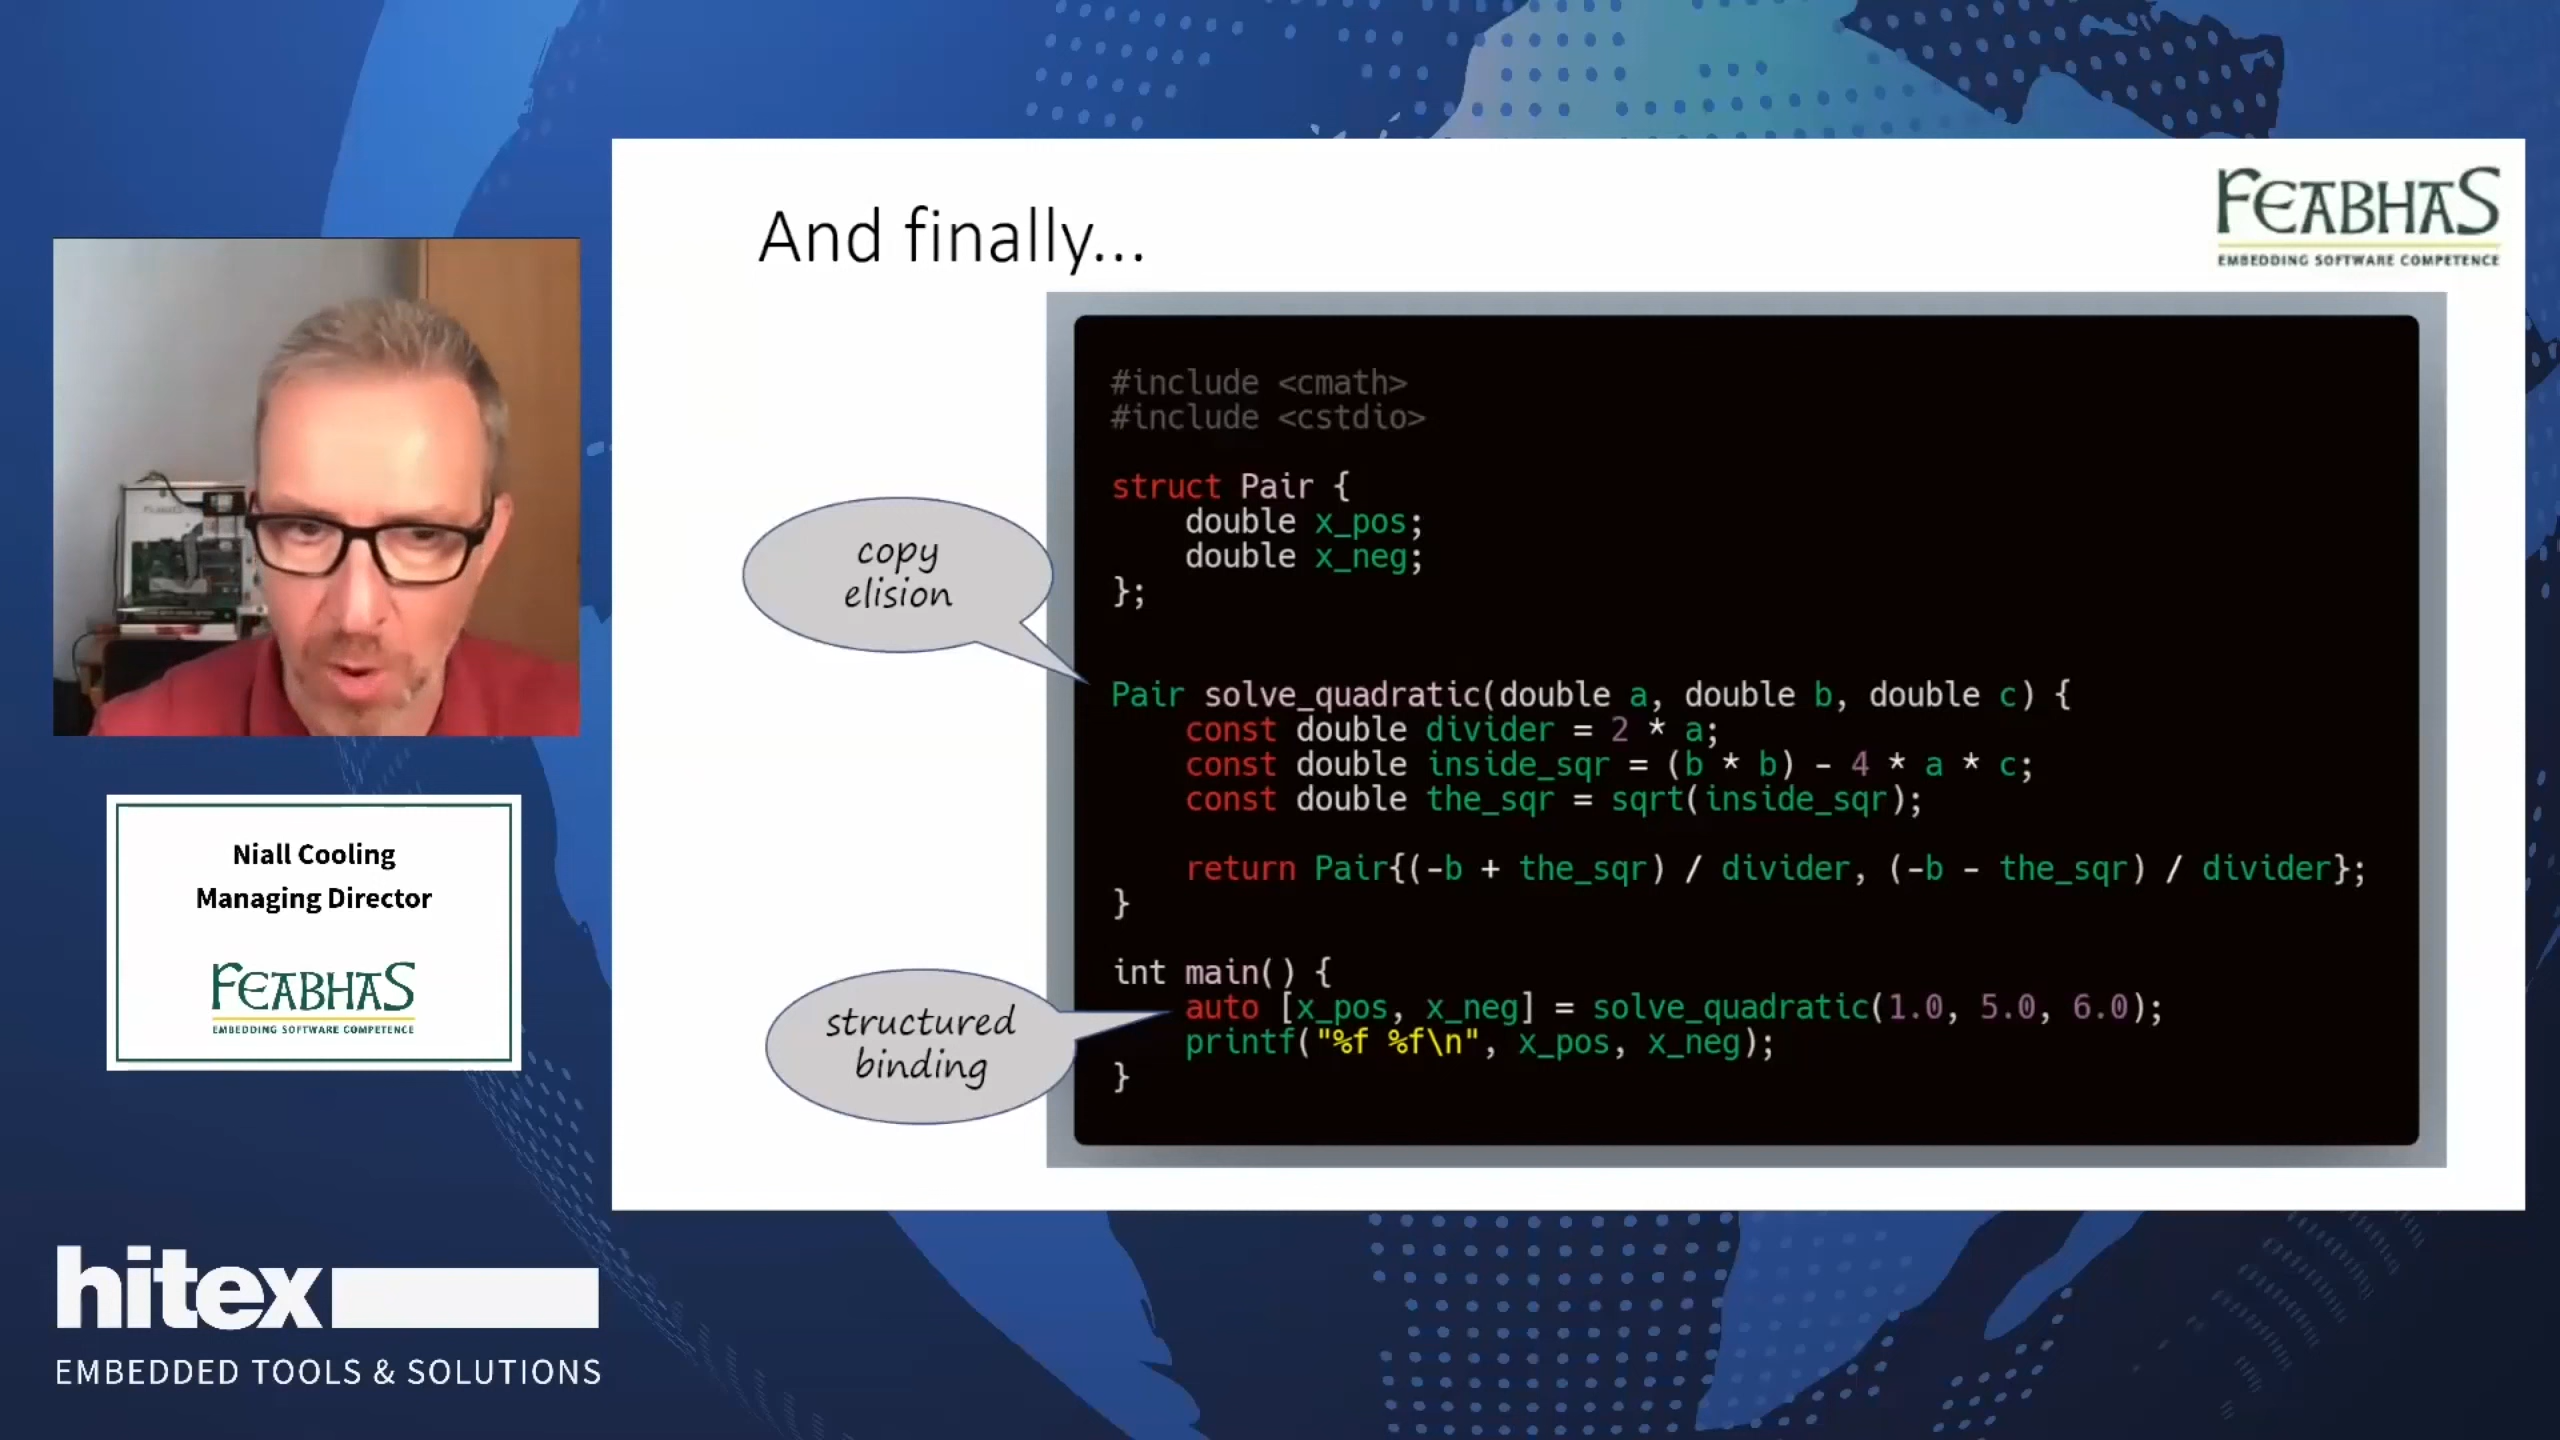 And finally...
FEABHAS
EMBEDDING SOFTWARE COMPETENCE
#include <cmath>
#include <cstdio>
struct Pair {
double x_pos;
double x_neg;
};
copy
elision
Pair solve_quadratic(double a, double b, double c) {
const double divider = 2 * a;
const double inside_sqr = (b * b) - 4 * a * c;
const double the_sqr = sqrt(inside_sqr);
return Pair{(-b + the_sqr) / divider, (-b - the_sqr) / divider};
}
int main() {
auto [x_pos, x_neg] = solve_quadratic(1.0, 5.0, 6.0);
printf("%f %f\n", x_pos, x_neg);
}
structured
binding
Niall Cooling
Managing Director
FEABHAS
EMBEDDING SOFTWARE COMPETENCE
hitex
EMBEDDED TOOLS & SOLUTIONS